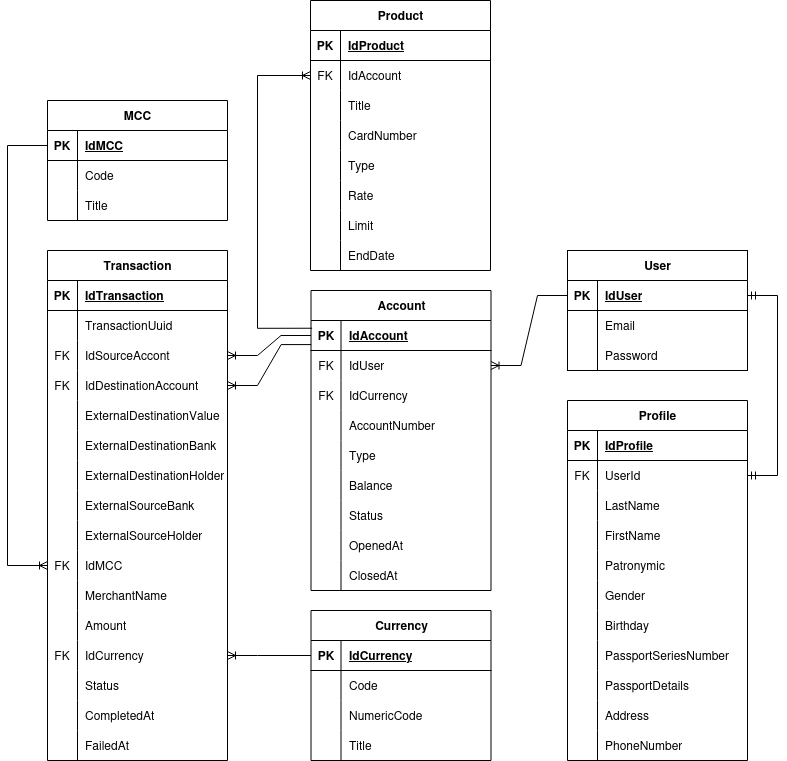 Product
PK IdProduct
FK IdAccount
Title
CardNumber
Type
Rate
Limit
EndDate
MCC
PK IdMCC
Code
Title
Transaction
PK IdTransaction
TransactionUuid
FK IdSourceAccont
FK IdDestinationAccount
ExternalDestinationValue
ExternalDestinationBank
ExternalDestinationHolder
ExternalSourceBank
ExternalSourceHolder
FK IdMCC
MerchantName
Amount
FK IdCurrency
Status
CompletedAt
FailedAt
Account
PK IdAccount
FK IdUser
FK IdCurrency
AccountNumber
Type
Balance
Status
OpenedAt
ClosedAt
Currency
PK IdCurrency
Code
NumericCode
Title
User
PK IdUser
Email
Password
Profile
PK IdProfile
FK UserId
LastName
FirstName
Patronymic
Gender
Birthday
PassportSeriesNumber
PassportDetails
Address
PhoneNumber